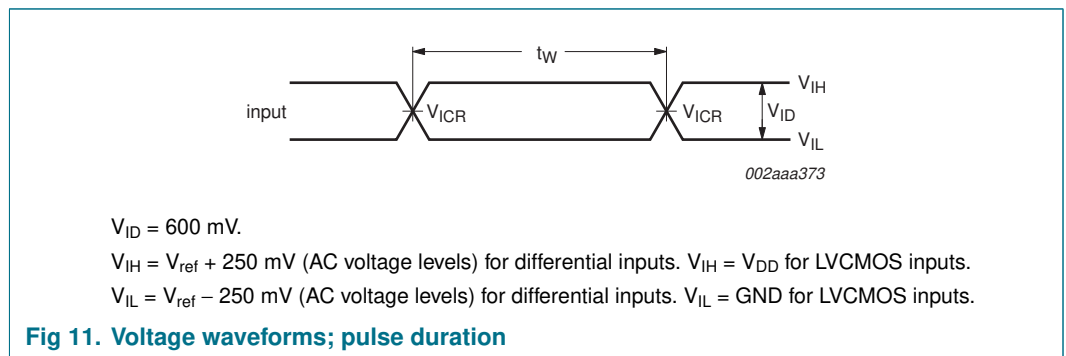 tW
VIH
input
VICR
VICR
VID
VIL
002aaa373
VID = 600 mV.
VIH = Vref + 250 mV (AC voltage levels) for differential inputs. VIH = VDD for LVCMOS inputs.
VIL = Vref − 250 mV (AC voltage levels) for differential inputs. VIL = GND for LVCMOS inputs.
Fig 11. Voltage waveforms; pulse duration